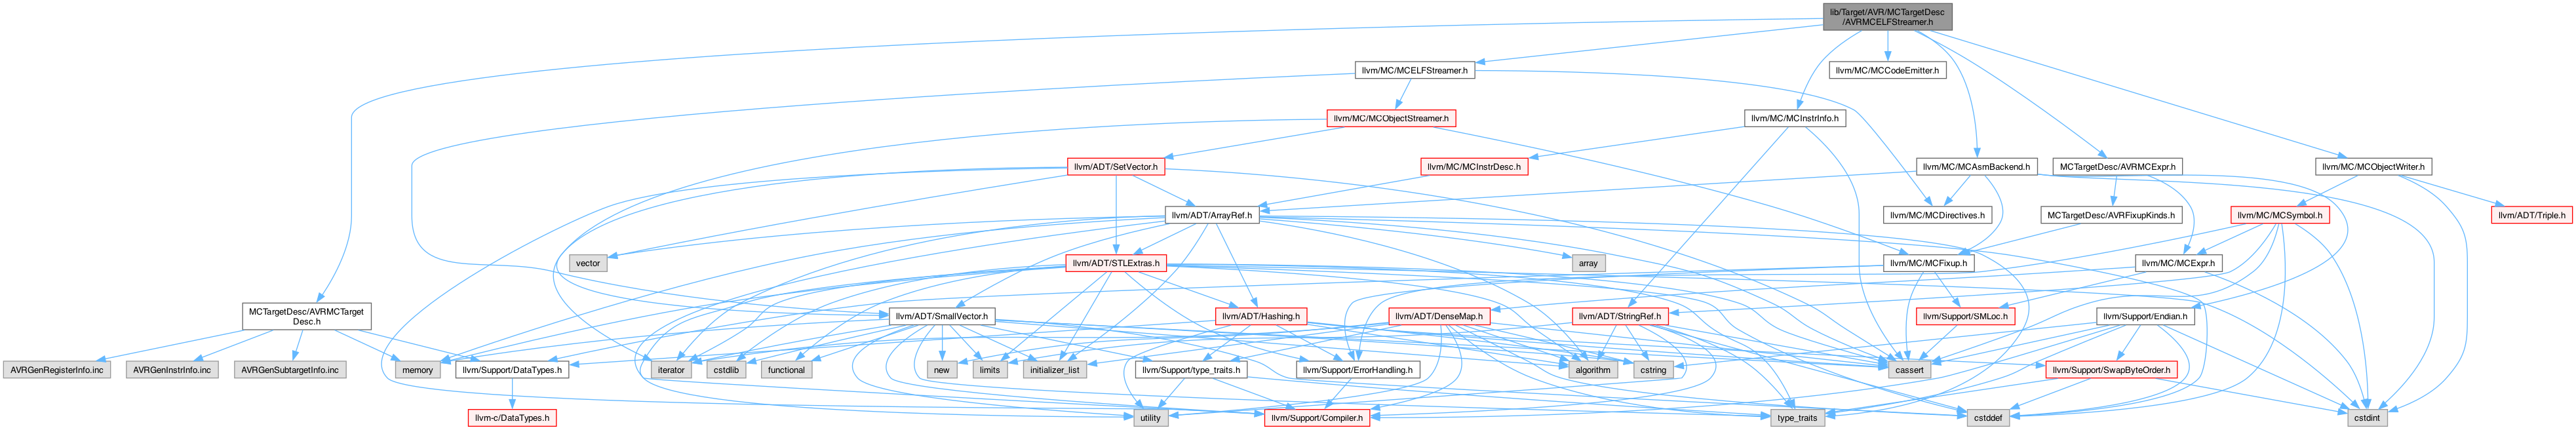 lib/Target/AVR/MCTargetDesc
/AVRMCELFStreamer.h
llvm/MC/MCELFStreamer.h
llvm/MC/MCCodeEmitter.h
llvm/MC/MCObjectStreamer.h
llvm/MC/MCInstrInfo.h
llvm/ADT/SetVector.h
llvm/MC/MCInstrDesc.h
llvm/MC/MCAsmBackend.h
MCTargetDesc/AVRMCExpr.h
llvm/MC/MCObjectWriter.h
llvm/ADT/ArrayRef.h
llvm/MC/MCDirectives.h
MCTargetDesc/AVRFixupKinds.h
llvm/MC/MCSymbol.h
llvm/ADT/Triple.h
vector
llvm/ADT/STLExtras.h
array
llvm/MC/MCFixup.h
llvm/MC/MCExpr.h
MCTargetDesc/AVRMCTarget
Desc.h
llvm/ADT/SmallVector.h
llvm/ADT/Hashing.h
llvm/ADT/DenseMap.h
llvm/ADT/StringRef.h
llvm/Support/SMLoc.h
llvm/Support/Endian.h
AVRGenRegisterInfo.inc
AVRGenInstrInfo.inc
AVRGenSubtargetInfo.inc
memory
llvm/Support/DataTypes.h
iterator
cstdlib
functional
new
limits
initializer_list
llvm/Support/type_traits.h
llvm/Support/ErrorHandling.h
algorithm
cstring
cassert
llvm/Support/SwapByteOrder.h
llvm-c/DataTypes.h
utility
llvm/Support/Compiler.h
type_traits
cstddef
cstdint